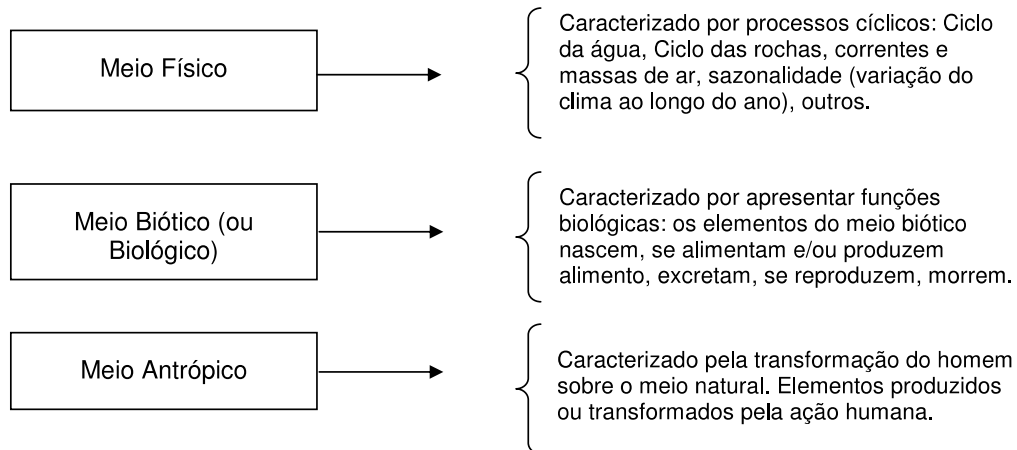 Meio Físico
Caracterizado por processos cíclicos: Ciclo
da água, Ciclo das rochas, correntes e
massas de ar, sazonalidade (variação do
clima ao longo do ano), outros.
Meio Biótico (ou
Biológico)
Caracterizado por apresentar funções
biológicas: os elementos do meio biótico
nascem, se alimentam e/ou produzem
alimento, excretam, se reproduzem, morrem.
Meio Antrópico
Caracterizado pela transformação do homem
sobre o meio natural. Elementos produzidos
ou transformados pela ação humana.